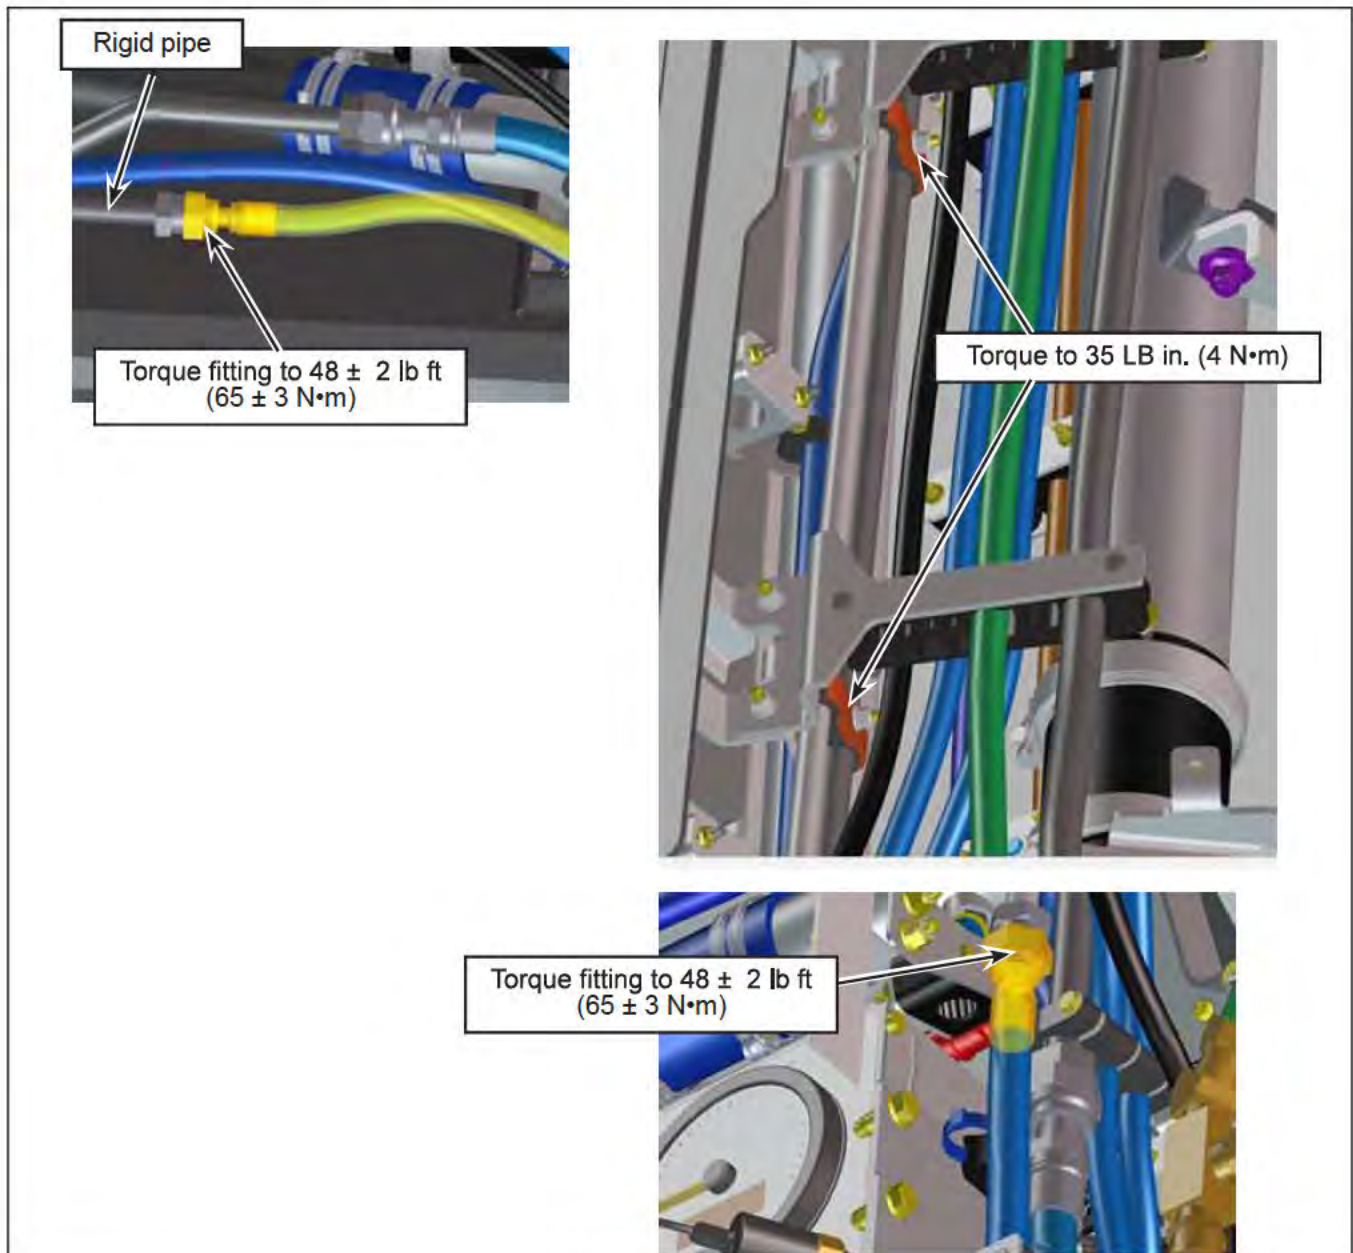 Rigid pipe
Torque fitting to 48 ± 2 lb ft
(65 ± 3 N•m)
Torque to 35 LB in. (4 N•m)
Torque fitting to 48 ± 2 lb ft
(65 ± 3 N•m)